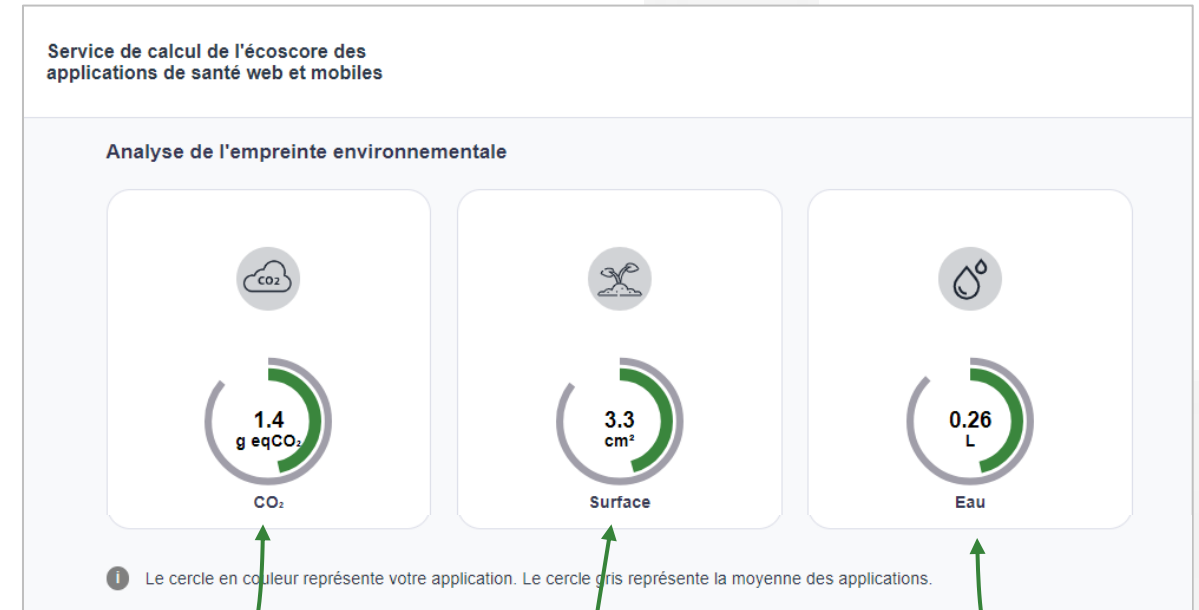 Service de calcul de l'écoscore des
applications de santé web et mobiles
Analyse de l'empreinte environnementale
CO2
1.4
g eqCO₂
CO₂
3.3
cm²
Surface
0.26
L
Eau
i Le cercle en couleur représente votre application. Le cercle gris représente la moyenne des applications.